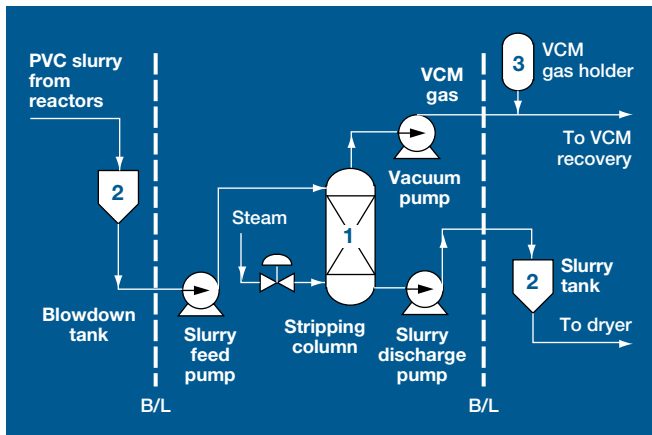 PVC slurry
from
reactors
2
Blowdown
tank
B/L
Slurry
feed
pump
Steam
1
Stripping
column
VCM
gas
Vacuum
pump
Slurry
discharge
pump
B/L
3
VCM
gas holder
To VCM
recovery
2
Slurry
tank
To dryer